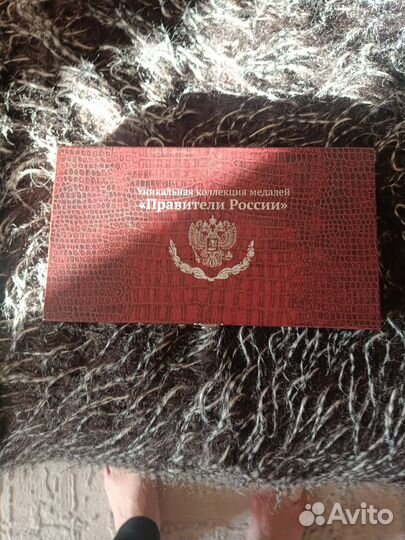 Уникальная коллекция медалей
«Правители России»
Avito